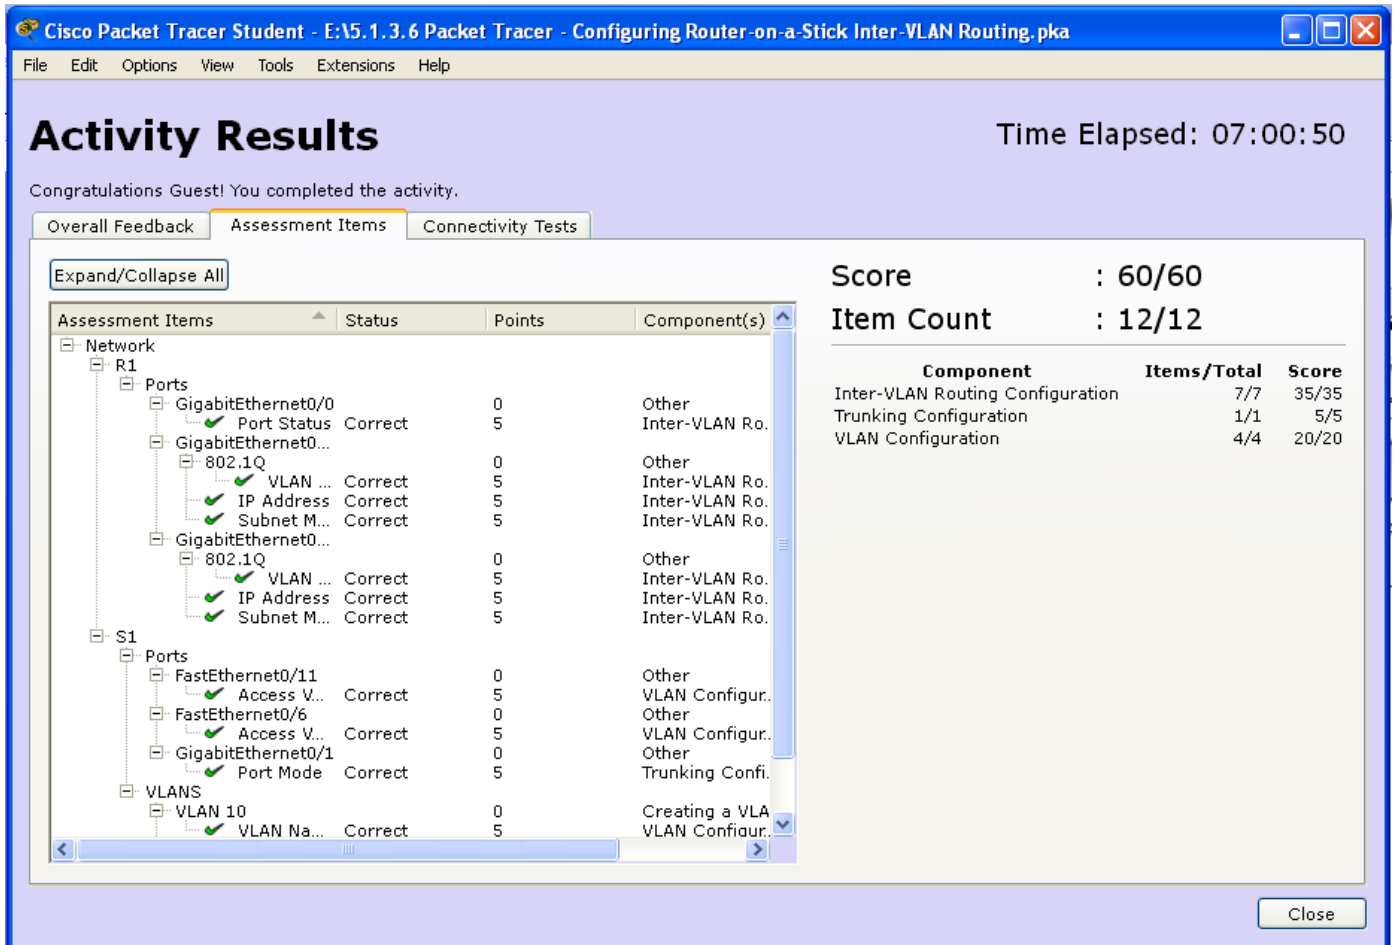 Cisco Packet Tracer Student - E:\5.1.3.6 Packet Tracer - Configuring Router-on-a-Stick Inter-VLAN Routing.pka
File Edit Options View Tools Extensions Help
Activity Results
Time Elapsed: 07:00:50
Congratulations Guest! You completed the activity.
Overall Feedback Assessment Items Connectivity Tests
Expand/Collapse All
Assessment Items Status Points Component(s)
Network
R1
Ports
GigabitEthernet0/0 0 Other
Port Status Correct 5 Inter-VLAN Ro.
GigabitEthernet0...
802.1Q 0 Other
VLAN ... Correct 5 Inter-VLAN Ro.
IP Address Correct 5 Inter-VLAN Ro.
Subnet M... Correct 5 Inter-VLAN Ro.
GigabitEthernet0...
802.1Q 0 Other
VLAN ... Correct 5 Inter-VLAN Ro.
IP Address Correct 5 Inter-VLAN Ro.
Subnet M... Correct 5 Inter-VLAN Ro.
S1
Ports
FastEthernet0/11 0 Other
Access V... Correct 5 VLAN Configur..
FastEthernet0/6 0 Other
Access V... Correct 5 VLAN Configur..
GigabitEthernet0/1 0 Other
Port Mode Correct 5 Trunking Confi.
VLANS
VLAN 10 0 Creating a VLA
VLAN Na... Correct 5 VLAN Configur.
Score : 60/60
Item Count : 12/12
Component Items/Total Score
Inter-VLAN Routing Configuration 7/7 35/35
Trunking Configuration 1/1 5/5
VLAN Configuration 4/4 20/20
Close